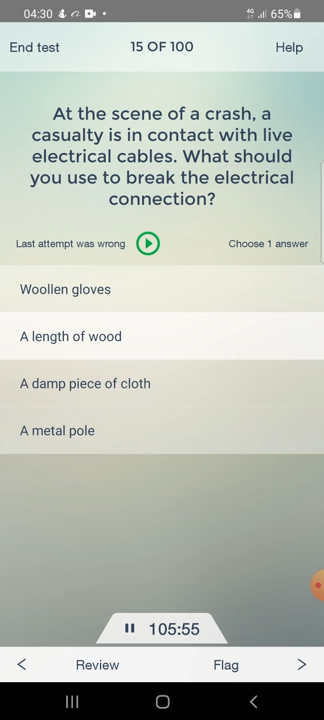 04:30
4G 65%
End test 15 OF 100 Help
At the scene of a crash, a
casualty is in contact with live
electrical cables. What should
you use to break the electrical
connection?
Last attempt was wrong Choose 1 answer
Woollen gloves
A length of wood
A damp piece of cloth
A metal pole
105:55
Review Flag